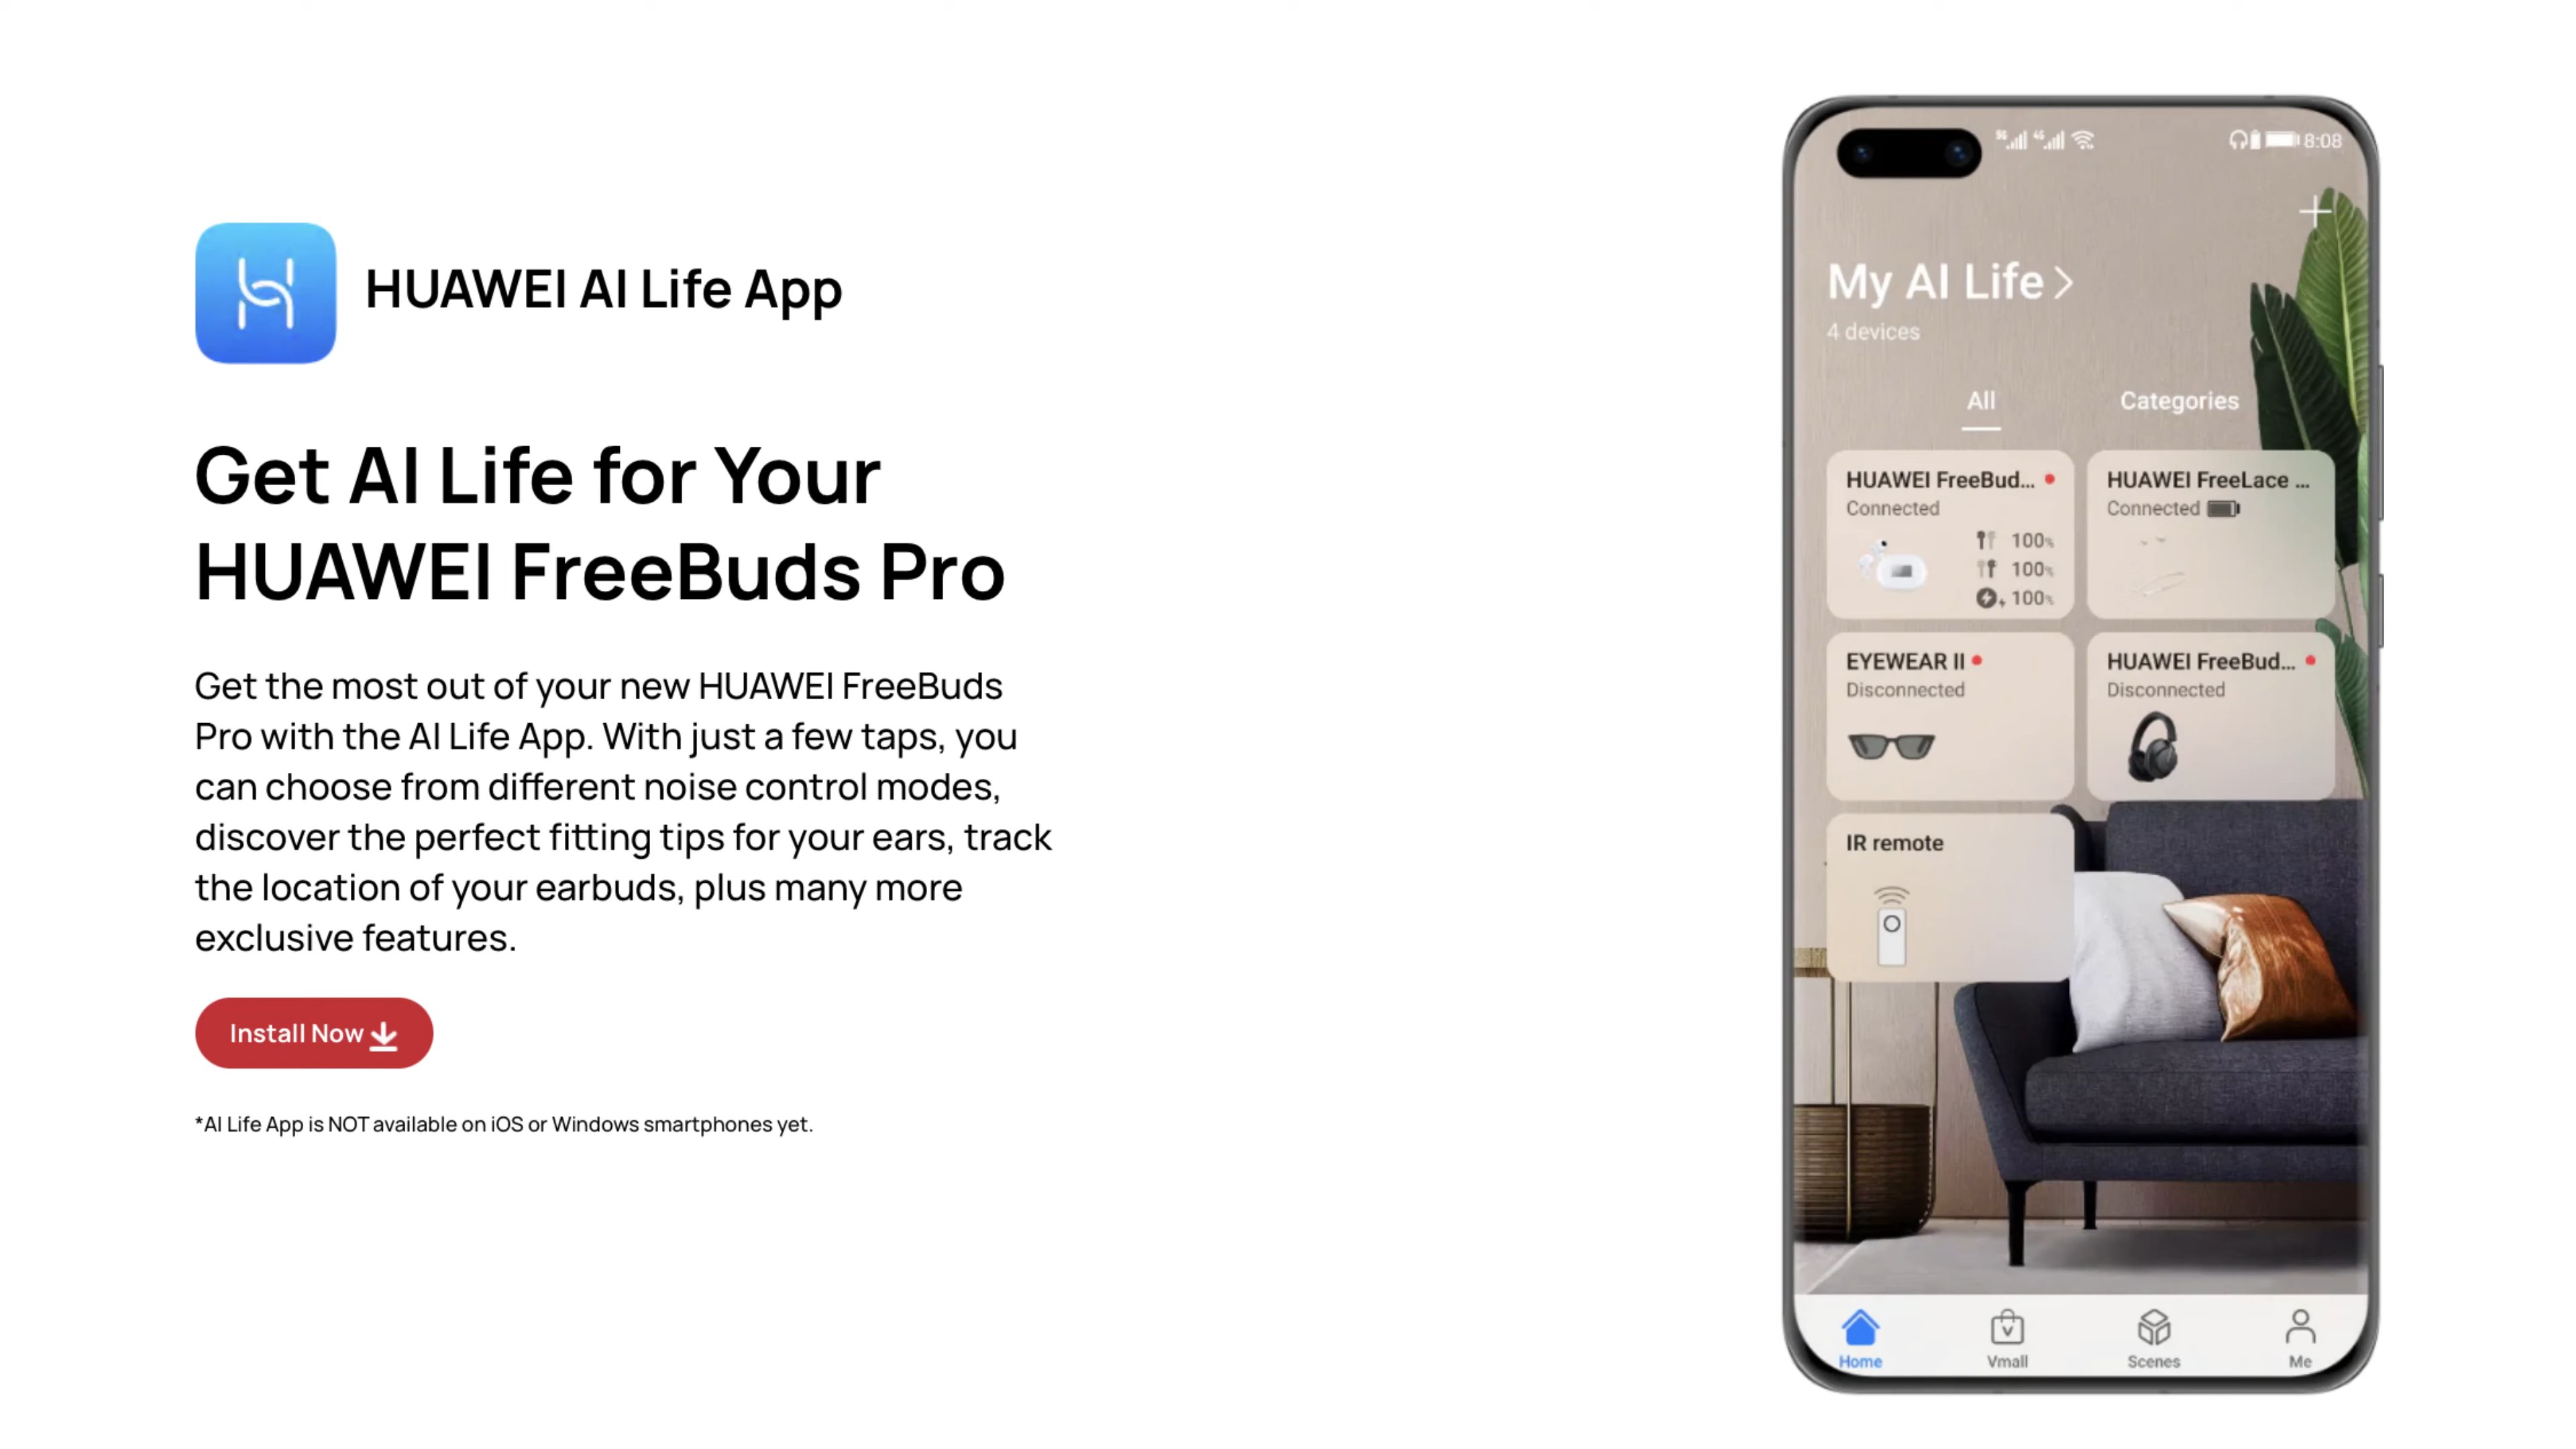 HUAWEI AI Life App
Get AI Life for Your
HUAWEI FreeBuds Pro
Get the most out of your new HUAWEI FreeBuds
Pro with the AI Life App. With just a few taps, you
can choose from different noise control modes,
discover the perfect fitting tips for your ears, track
the location of your earbuds, plus many more
exclusive features.
Install Now
*AI Life App is NOT available on iOS or Windows smartphones yet.
8:08
My AI Life
4 devices
All
Categories
HUAWEI FreeBud...
Connected
100%
100%
100%
HUAWEI FreeLace ...
Connected
EYEWEAR II
Disconnected
HUAWEI FreeBud...
Disconnected
IR remote
Home
Vmall
Scenes
Me